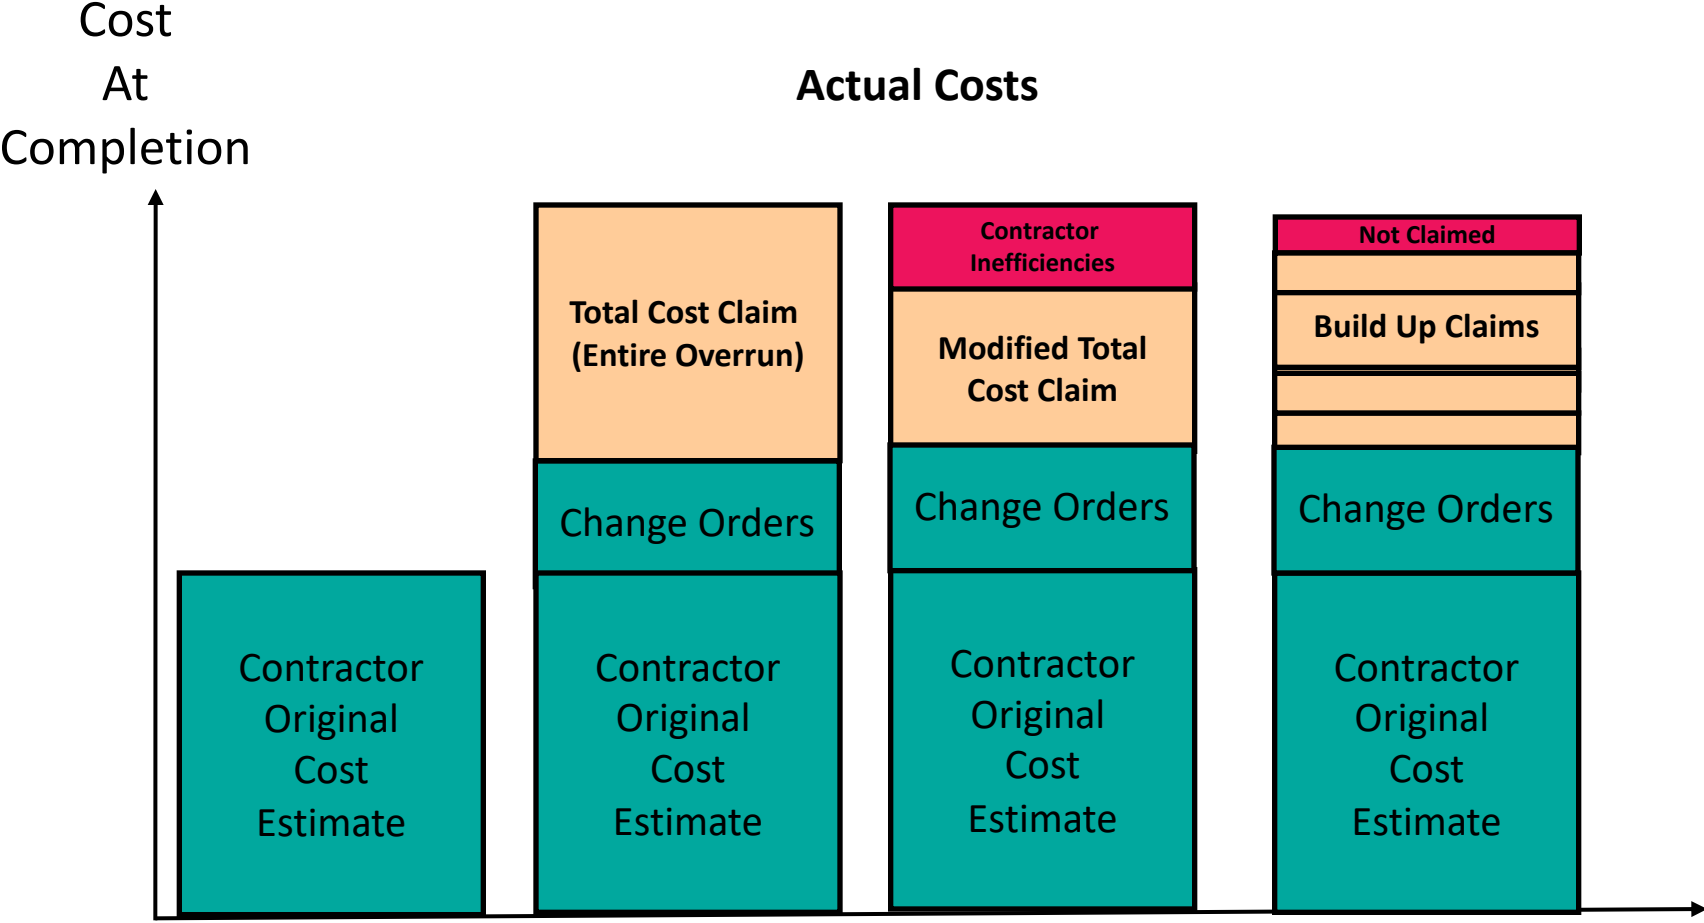 Cost
At
Completion
Actual Costs
Contractor
Original
Cost
Estimate
Total Cost Claim
(Entire Overrun)
Change Orders
Contractor
Original
Cost
Estimate
Contractor
Inefficiencies
Modified Total
Cost Claim
Change Orders
Contractor
Original
Cost
Estimate
Not Claimed
Build Up Claims
Change Orders
Contractor
Original
Cost
Estimate